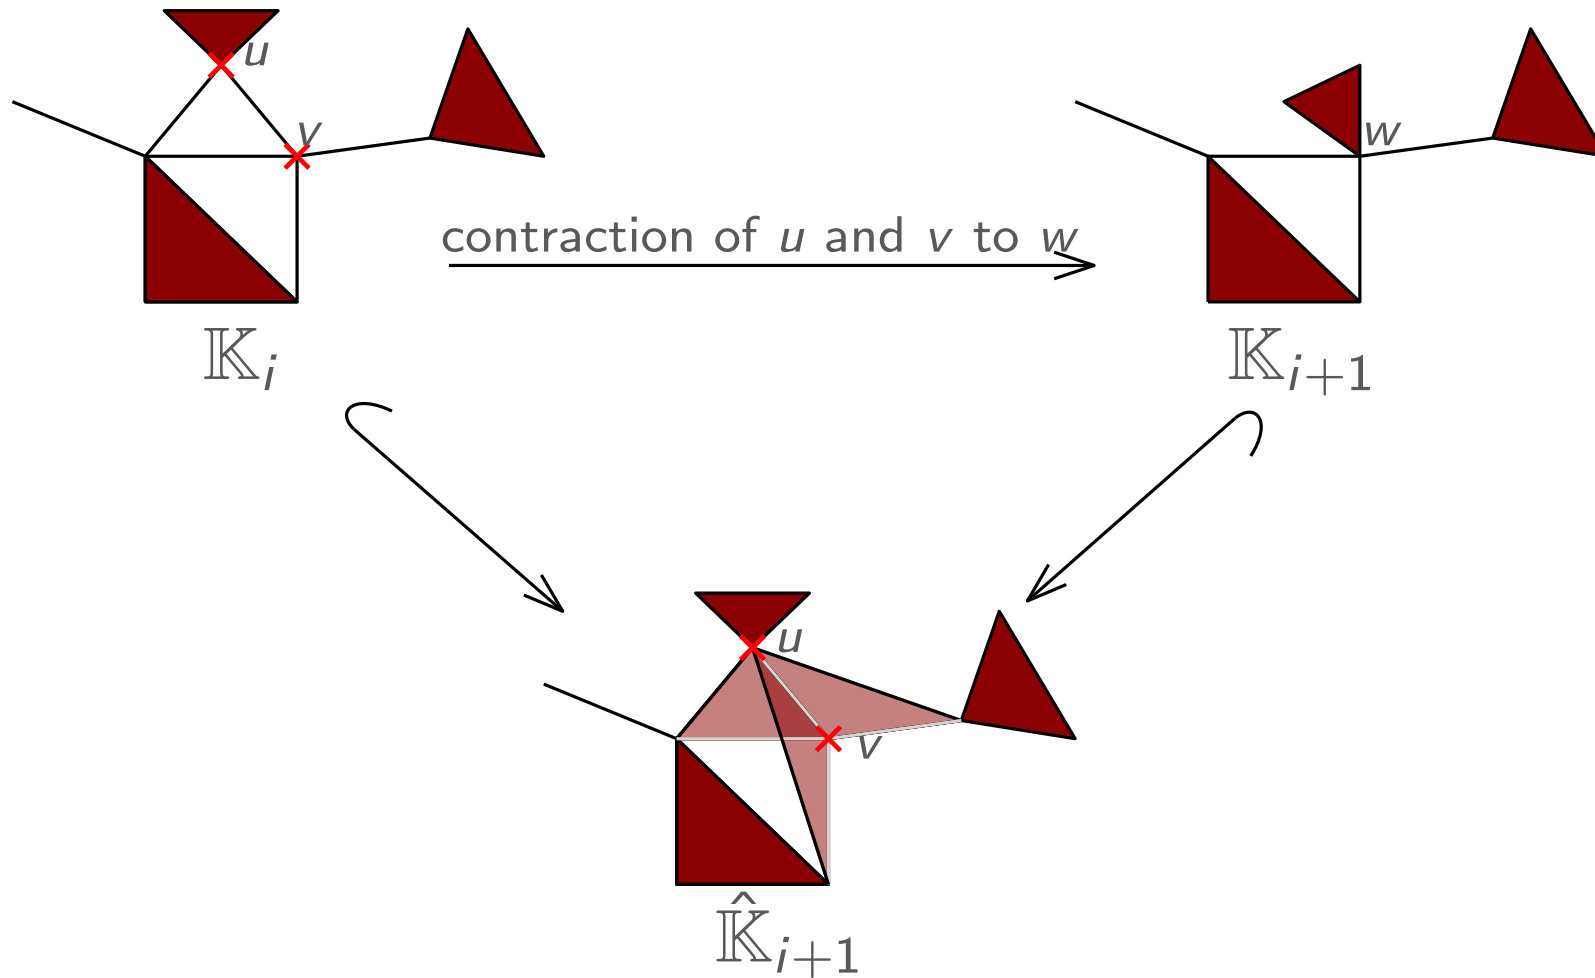 u
v
w
contraction of u and v to w
𝕂ᵢ
𝕂ᵢ₊₁
u
v
𝕂̂ᵢ₊₁